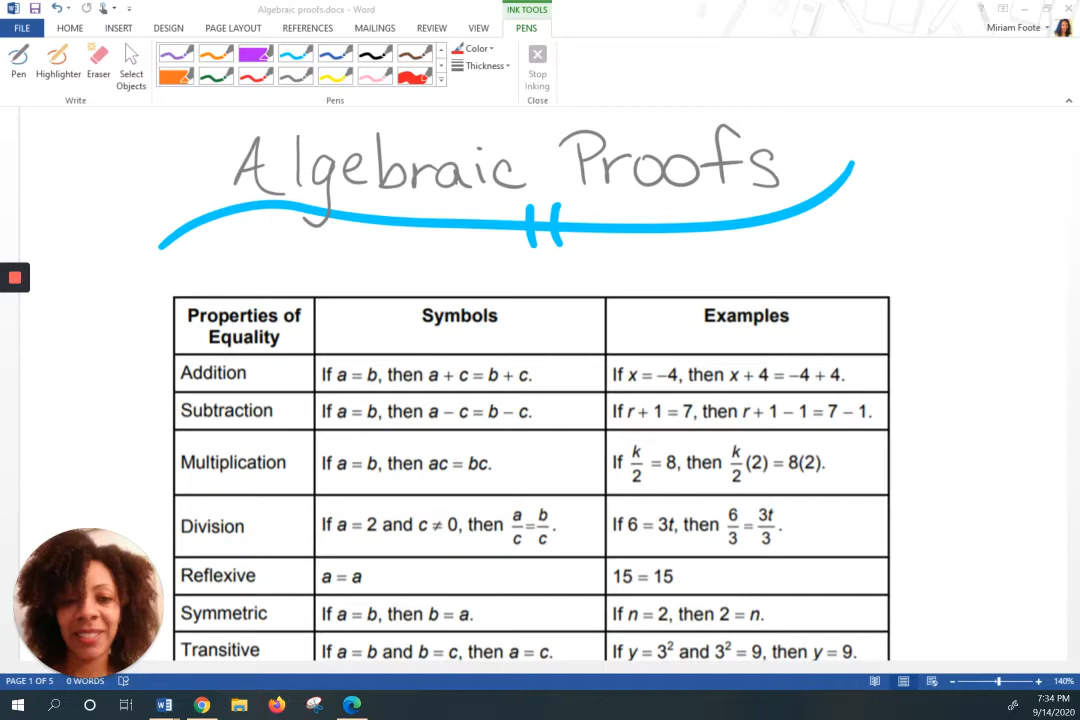 Algebraic proofs.docx - Word
INK TOOLS
FILE HOME INSERT DESIGN PAGE LAYOUT REFERENCES MAILINGS REVIEW VIEW PENS
Miriam Foote
Pen Highlighter Eraser Select Objects
Color
Thickness
Stop Inking
Write Pens Close
Algebraic Proofs
Properties of Equality Symbols Examples
Addition If a = b, then a + c = b + c. If x = −4, then x + 4 = −4 + 4.
Subtraction If a = b, then a − c = b − c. If r + 1 = 7, then r + 1 − 1 = 7 − 1.
Multiplication If a = b, then ac = bc. If k/2 = 8, then k/2 (2) = 8(2).
Division If a = 2 and c ≠ 0, then a/c = b/c. If 6 = 3t, then 6/3 = 3t/3.
Reflexive a = a 15 = 15
Symmetric If a = b, then b = a. If n = 2, then 2 = n.
Transitive If a = b and b = c, then a = c. If y = 3² and 3² = 9, then y = 9.
PAGE 1 OF 5 0 WORDS 140%
7:34 PM
9/14/2020